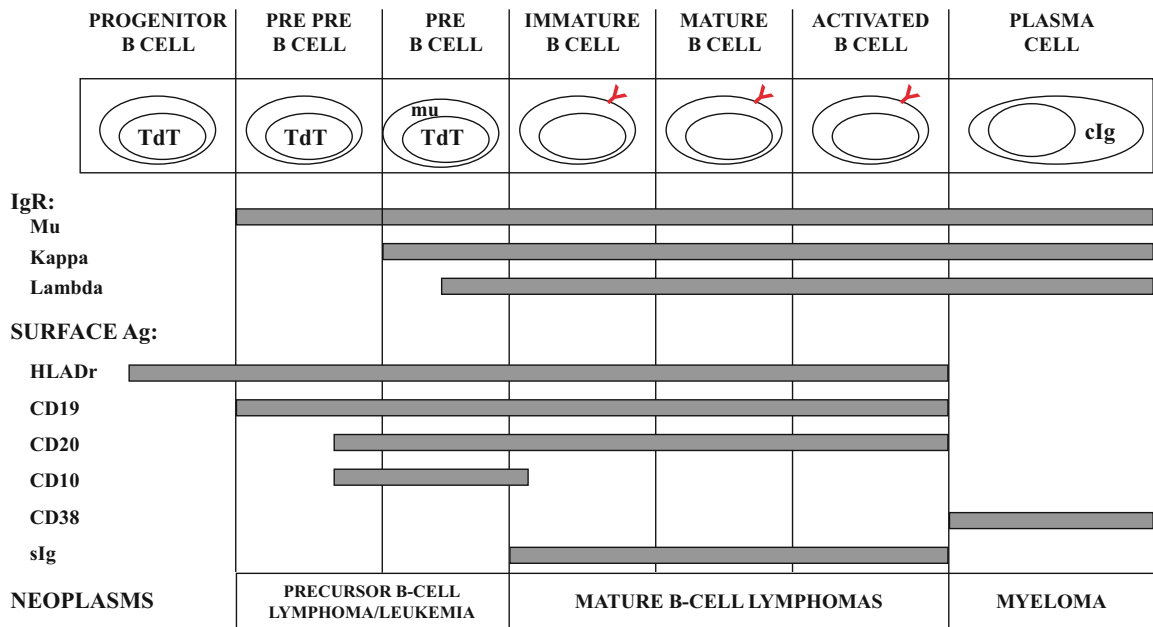 PROGENITOR
B CELL
PRE PRE
B CELL
PRE
B CELL
IMMATURE
B CELL
MATURE
B CELL
ACTIVATED
B CELL
PLASMA
CELL
TdT
TdT
mu
TdT
cIg
IgR:
Mu
Kappa
Lambda
SURFACE Ag:
HLADr
CD19
CD20
CD10
CD38
sIg
NEOPLASMS
PRECURSOR B-CELL
LYMPHOMA/LEUKEMIA
MATURE B-CELL LYMPHOMAS
MYELOMA